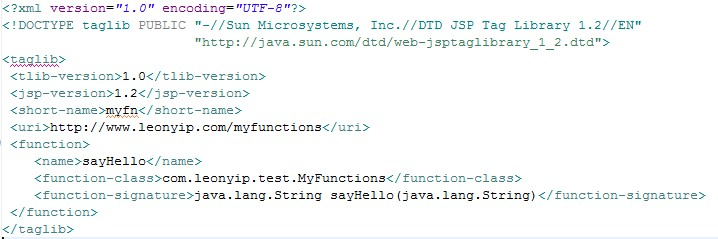 <?xml version="1.0" encoding="UTF-8"?>
<!DOCTYPE taglib PUBLIC "-//Sun Microsystems, Inc.//DTD JSP Tag Library 1.2//EN"
"http://java.sun.com/dtd/web-jsptaglibrary_1_2.dtd">
<taglib>
<tlib-version>1.0</tlib-version>
<jsp-version>1.2</jsp-version>
<short-name>myfn</short-name>
<uri>http://www.leonyip.com/myfunctions</uri>
<function>
<name>sayHello</name>
<function-class>com.leonyip.test.MyFunctions</function-class>
<function-signature>java.lang.String sayHello(java.lang.String)</function-signature>
</function>
</taglib>